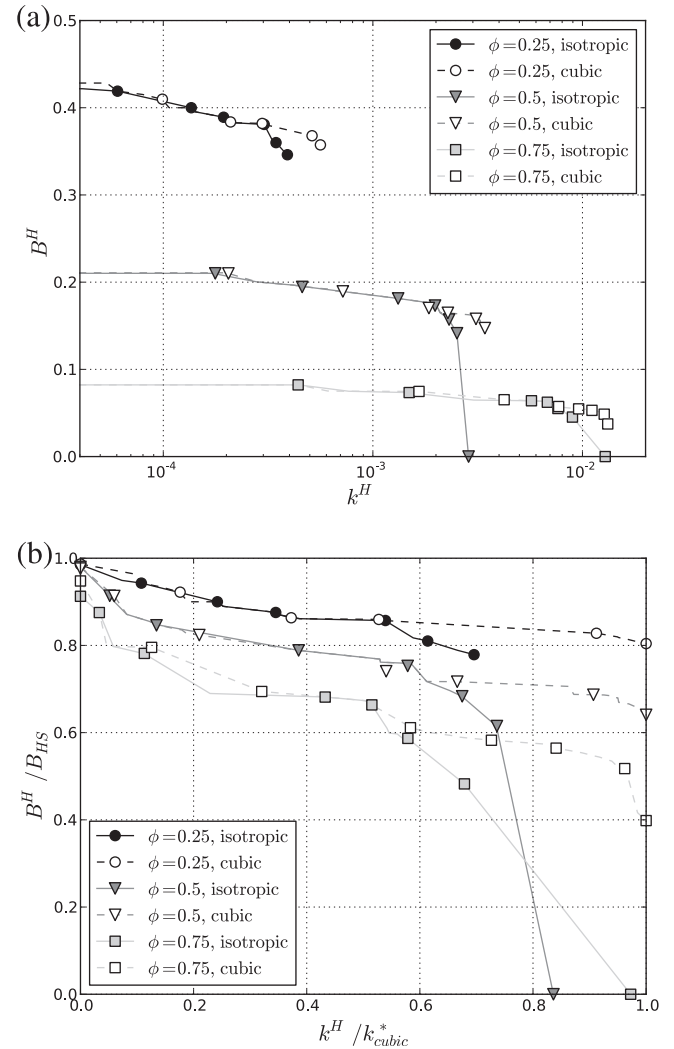 (a)
0.5
0.4
0.3
0.2
0.1
0.0
B^H
ϕ=0.25, isotropic
ϕ=0.25, cubic
ϕ=0.5, isotropic
ϕ=0.5, cubic
ϕ=0.75, isotropic
ϕ=0.75, cubic
10^-4 10^-3 10^-2
k^H
(b)
1.0
0.8
0.6
0.4
0.2
0.0
B^H/B_HS
ϕ=0.25, isotropic
ϕ=0.25, cubic
ϕ=0.5, isotropic
ϕ=0.5, cubic
ϕ=0.75, isotropic
ϕ=0.75, cubic
0.0 0.2 0.4 0.6 0.8 1.0
k^H/k^*_cubic